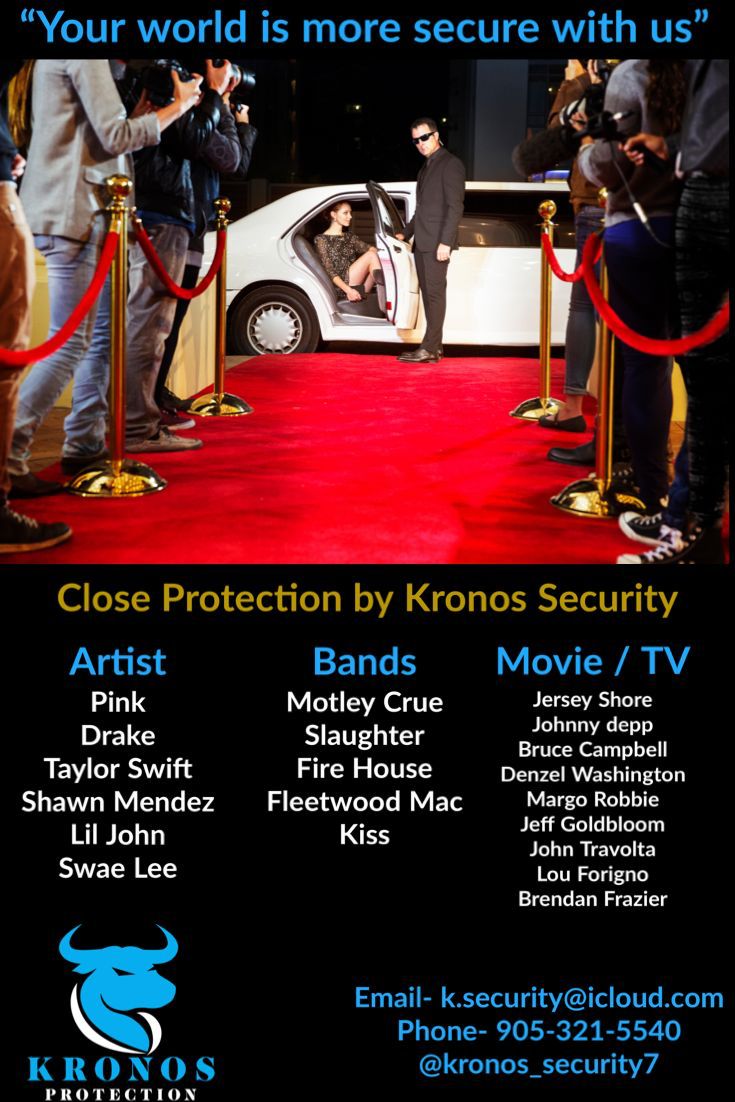 “Your world is more secure with us”
Close Protection by Kronos Security
Artist
Pink
Drake
Taylor Swift
Shawn Mendez
Lil John
Swae Lee
Bands
Motley Crue
Slaughter
Fire House
Fleetwood Mac
Kiss
Movie / TV
Jersey Shore
Johnny depp
Bruce Campbell
Denzel Washington
Margo Robbie
Jeff Goldbloom
John Travolta
Lou Forigno
Brendan Frazier
KRONOS
PROTECTION
Email- k.security@icloud.com
Phone- 905-321-5540
@kronos_security7